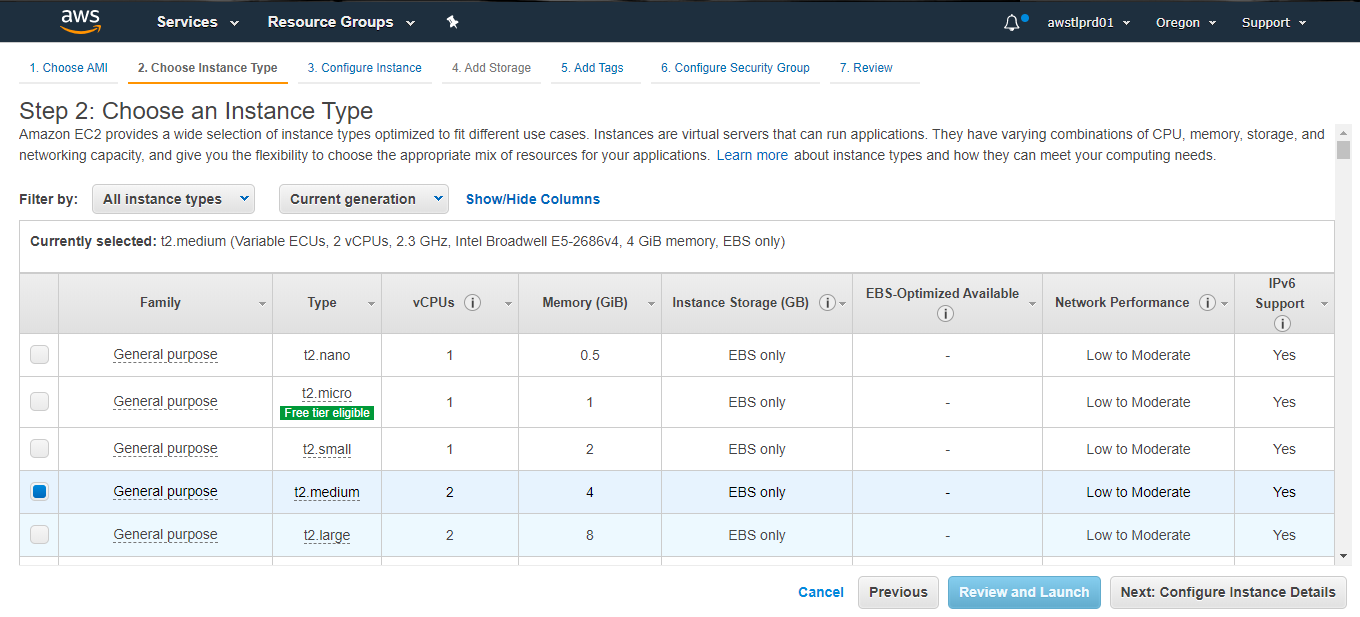 aws Services Resource Groups awstlprd01 Oregon Support
1. Choose AMI 2. Choose Instance Type 3. Configure Instance 4. Add Storage 5. Add Tags 6. Configure Security Group 7. Review
Step 2: Choose an Instance Type
Amazon EC2 provides a wide selection of instance types optimized to fit different use cases. Instances are virtual servers that can run applications. They have varying combinations of CPU, memory, storage, and
networking capacity, and give you the flexibility to choose the appropriate mix of resources for your applications. Learn more about instance types and how they can meet your computing needs.
Filter by: All instance types Current generation Show/Hide Columns
Currently selected: t2.medium (Variable ECUs, 2 vCPUs, 2.3 GHz, Intel Broadwell E5-2686v4, 4 GiB memory, EBS only)
Family Type vCPUs i Memory (GiB) Instance Storage (GB) i EBS-Optimized Available i Network Performance i IPv6 Support i
General purpose t2.nano 1 0.5 EBS only - Low to Moderate Yes
General purpose t2.micro Free tier eligible 1 1 EBS only - Low to Moderate Yes
General purpose t2.small 1 2 EBS only - Low to Moderate Yes
General purpose t2.medium 2 4 EBS only - Low to Moderate Yes
General purpose t2.large 2 8 EBS only - Low to Moderate Yes
Cancel Previous Review and Launch Next: Configure Instance Details